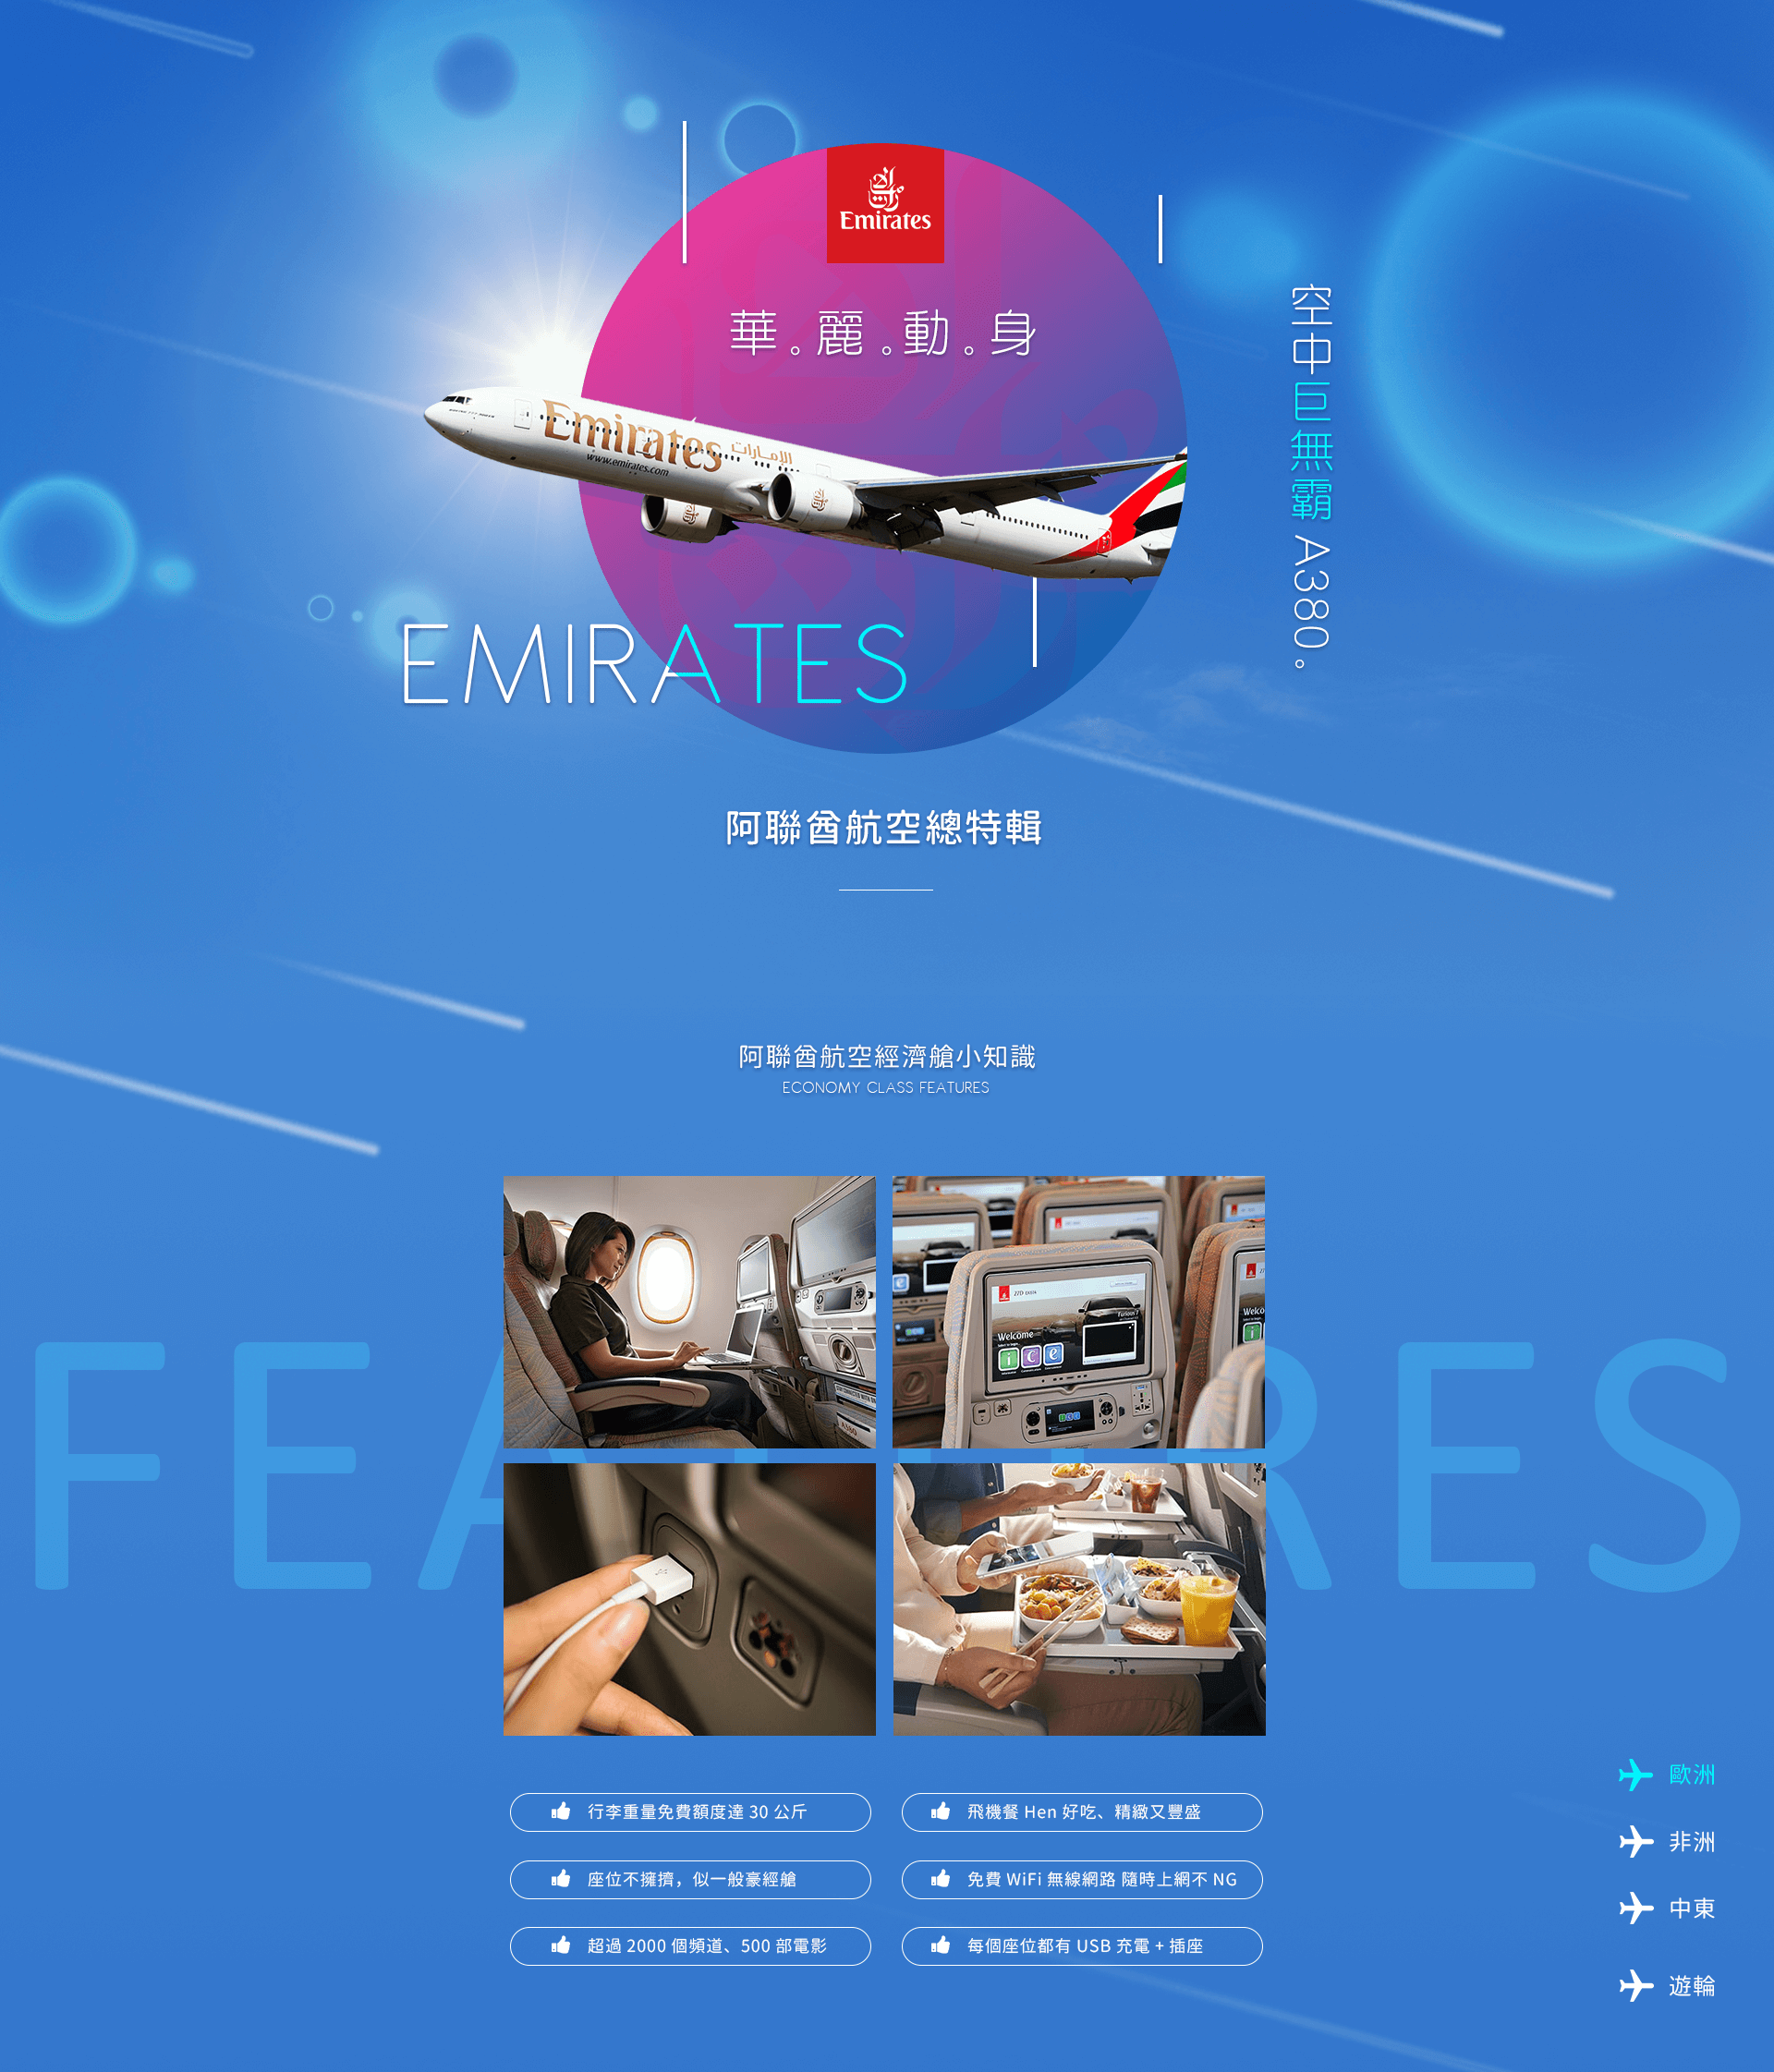 Emirates
華。麗。動。身
空中巨無霸 A380。
Emirates الإمارات
www.emirates.com
EMIRATES
阿聯酋航空總特輯
阿聯酋航空經濟艙小知識
ECONOMY CLASS FEATURES
FEATURES
Welcome
ice
行李重量免費額度達 30 公斤
飛機餐 Hen 好吃、精緻又豐盛
座位不擁擠，似一般豪經艙
免費 WiFi 無線網路 隨時上網不 NG
超過 2000 個頻道、500 部電影
每個座位都有 USB 充電 + 插座
歐洲
非洲
中東
遊輪